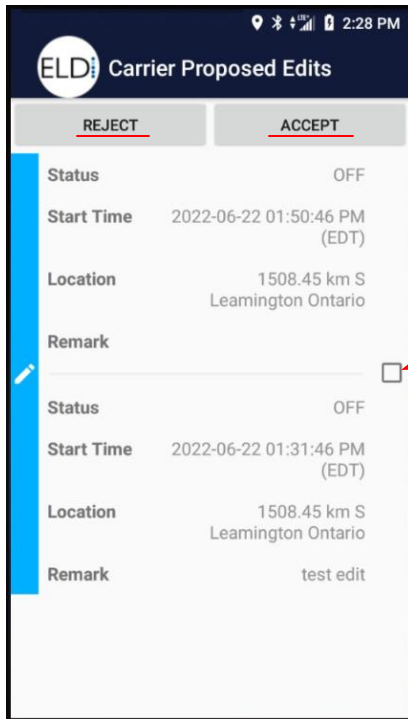 LTE 2:28 PM
ELD Carrier Proposed Edits
REJECT ACCEPT
Status OFF
Start Time 2022-06-22 01:50:46 PM
(EDT)
Location 1508.45 km S
Leamington Ontario
Remark
Status OFF
Start Time 2022-06-22 01:31:46 PM
(EDT)
Location 1508.45 km S
Leamington Ontario
Remark test edit